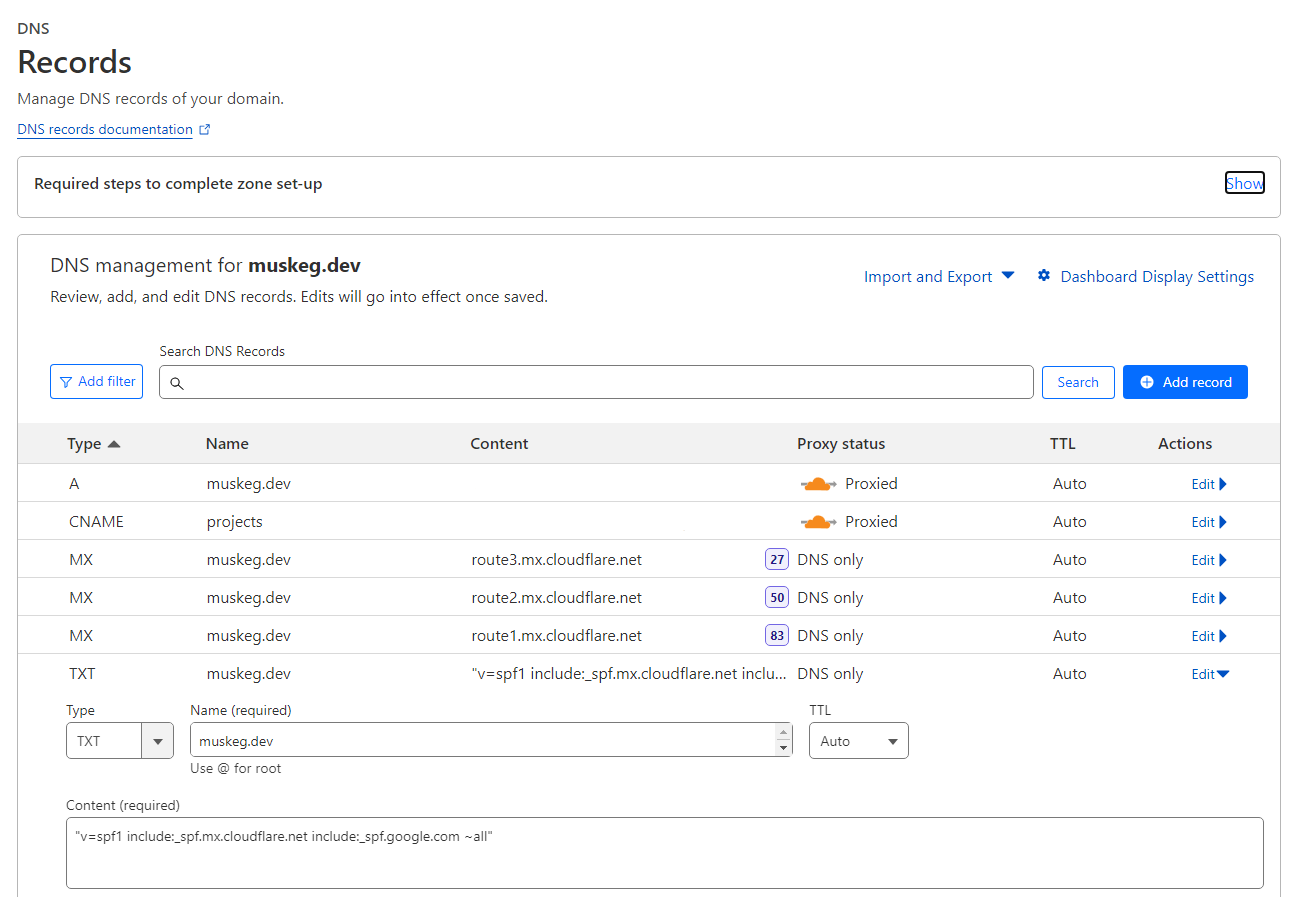 DNS
Records
Manage DNS records of your domain.
DNS records documentation
Required steps to complete zone set-up Show
DNS management for muskeg.dev
Review, add, and edit DNS records. Edits will go into effect once saved.
Import and Export Dashboard Display Settings
Search DNS Records
Add filter Search Add record
Type Name Content Proxy status TTL Actions
A muskeg.dev Proxied Auto Edit
CNAME projects Proxied Auto Edit
MX muskeg.dev route3.mx.cloudflare.net 27 DNS only Auto Edit
MX muskeg.dev route2.mx.cloudflare.net 50 DNS only Auto Edit
MX muskeg.dev route1.mx.cloudflare.net 83 DNS only Auto Edit
TXT muskeg.dev "v=spf1 include:_spf.mx.cloudflare.net inclu... DNS only Auto Edit
Type Name (required) TTL
TXT muskeg.dev Auto
Use @ for root
Content (required)
"v=spf1 include:_spf.mx.cloudflare.net include:_spf.google.com ~all"